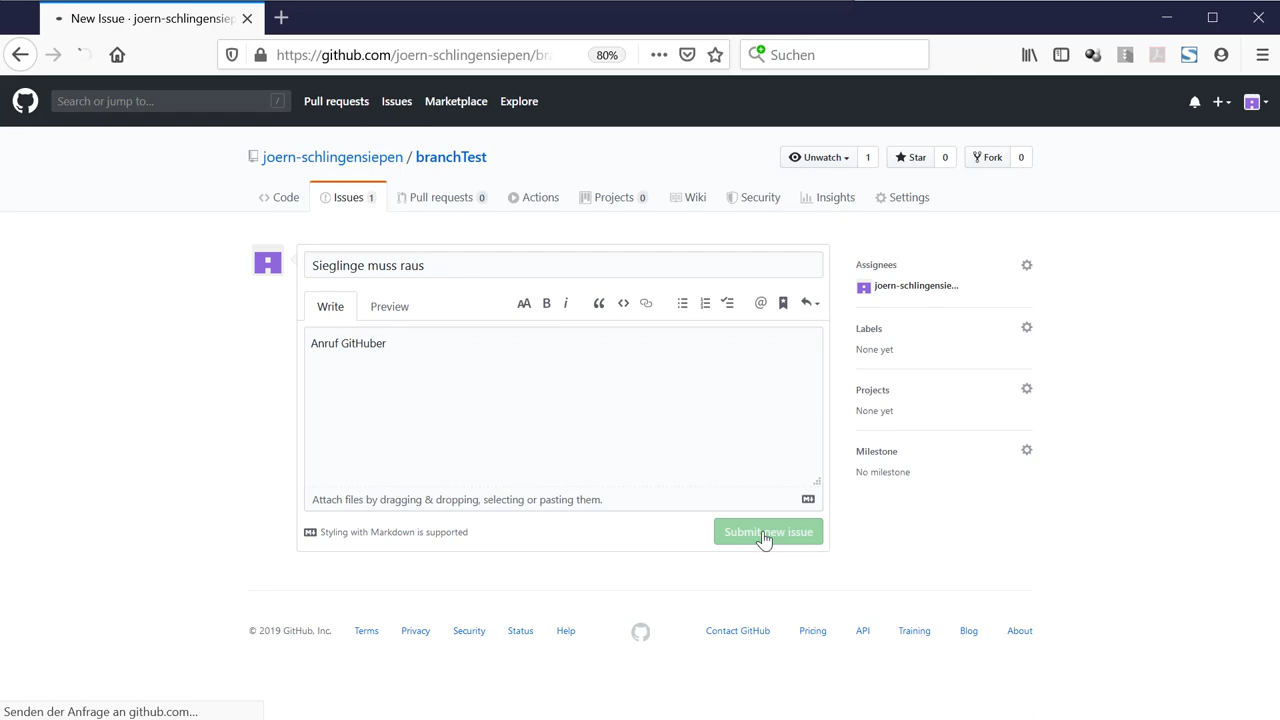 New Issue · joern-schlingensiep
https://github.com/joern-schlingensiepen/bra
80%
Suchen
Search or jump to...
/
Pull requests
Issues
Marketplace
Explore
joern-schlingensiepen / branchTest
Unwatch
1
Star
0
Fork
0
Code
Issues 1
Pull requests 0
Actions
Projects 0
Wiki
Security
Insights
Settings
Sieglinge muss raus
Write
Preview
AA B i
Anruf GitHuber
Attach files by dragging & dropping, selecting or pasting them.
Styling with Markdown is supported
Submit new issue
Assignees
joern-schlingensie...
Labels
None yet
Projects
None yet
Milestone
No milestone
© 2019 GitHub, Inc.
Terms
Privacy
Security
Status
Help
Contact GitHub
Pricing
API
Training
Blog
About
Senden der Anfrage an github.com...